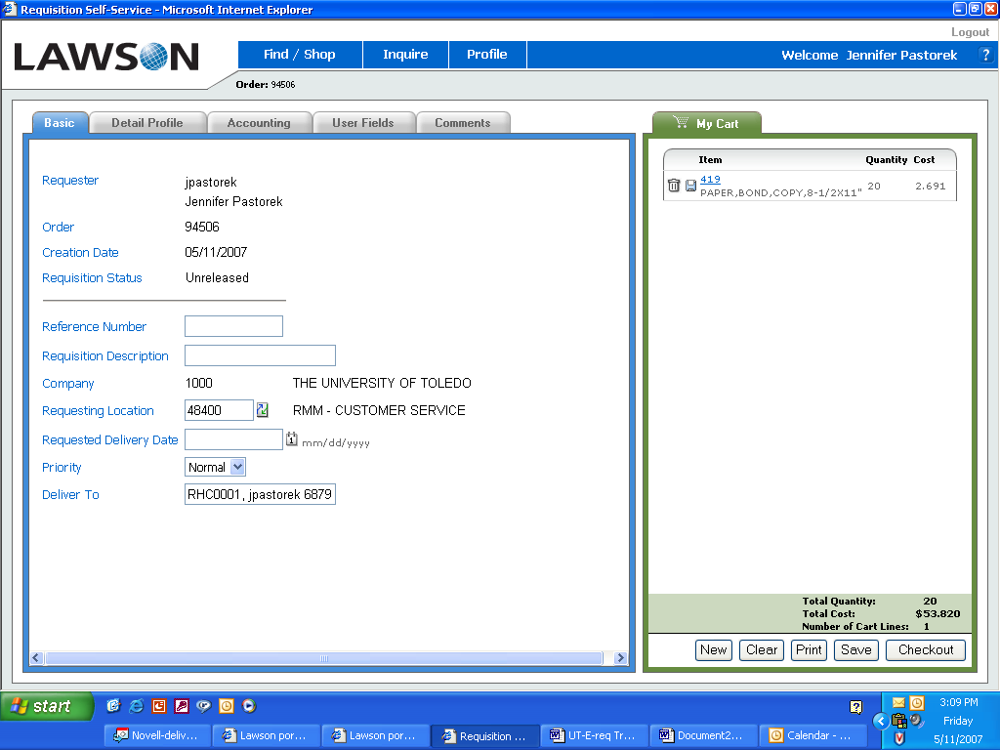 Requisition Self-Service - Microsoft Internet Explorer
Logout
LAWSON
Find / Shop Inquire Profile
Welcome Jennifer Pastorek ?
Order: 94506
Basic Detail Profile Accounting User Fields Comments
My Cart
Item Quantity Cost
419
PAPER,BOND,COPY,8-1/2X11" 20 2.691
Requester jpastorek
Jennifer Pastorek
Order 94506
Creation Date 05/11/2007
Requisition Status Unreleased
Reference Number
Requisition Description
Company 1000 THE UNIVERSITY OF TOLEDO
Requesting Location 48400 RMM - CUSTOMER SERVICE
Requested Delivery Date mm/dd/yyyy
Priority Normal
Deliver To RHC0001, jpastorek 6879
Total Quantity: 20
Total Cost: $53.820
Number of Cart Lines: 1
New Clear Print Save Checkout
start
3:09 PM
Friday
5/11/2007
Novell-deliv... Lawson por... Lawson por... Requisition ... UT-E-req Tr... Document2... Calendar - ...